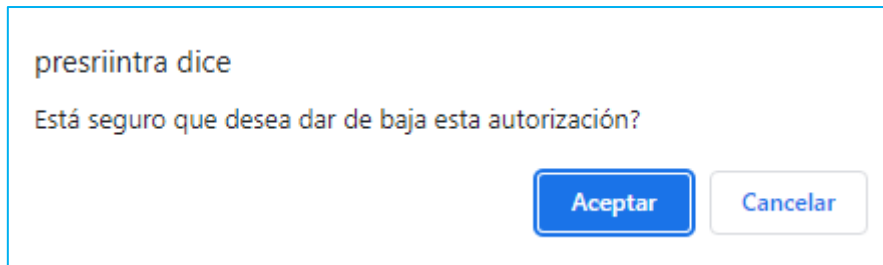 presriintra dice
Está seguro que desea dar de baja esta autorización?
Aceptar
Cancelar